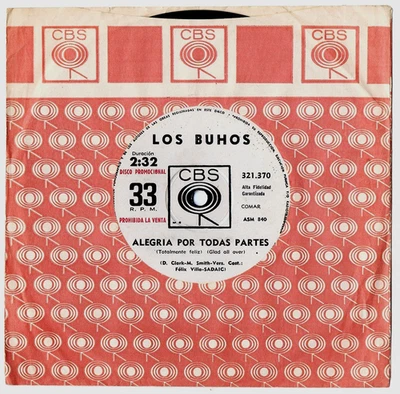 CBS
CBS
CBS
LOS BUHOS
Duración
2:32
DISCO PROMOCIONAL
33
R. P. M.
PROHIBIDA LA VENTA
CBS
321.370
Alta Fidelidad
Garantizada
COMAR
ASM 840
ALEGRIA POR TODAS PARTES
(Totalmente feliz) (Glad all over)
(D. Clark-M. Smith-Vers. Cast.:
Félix Villa-SADAIC)